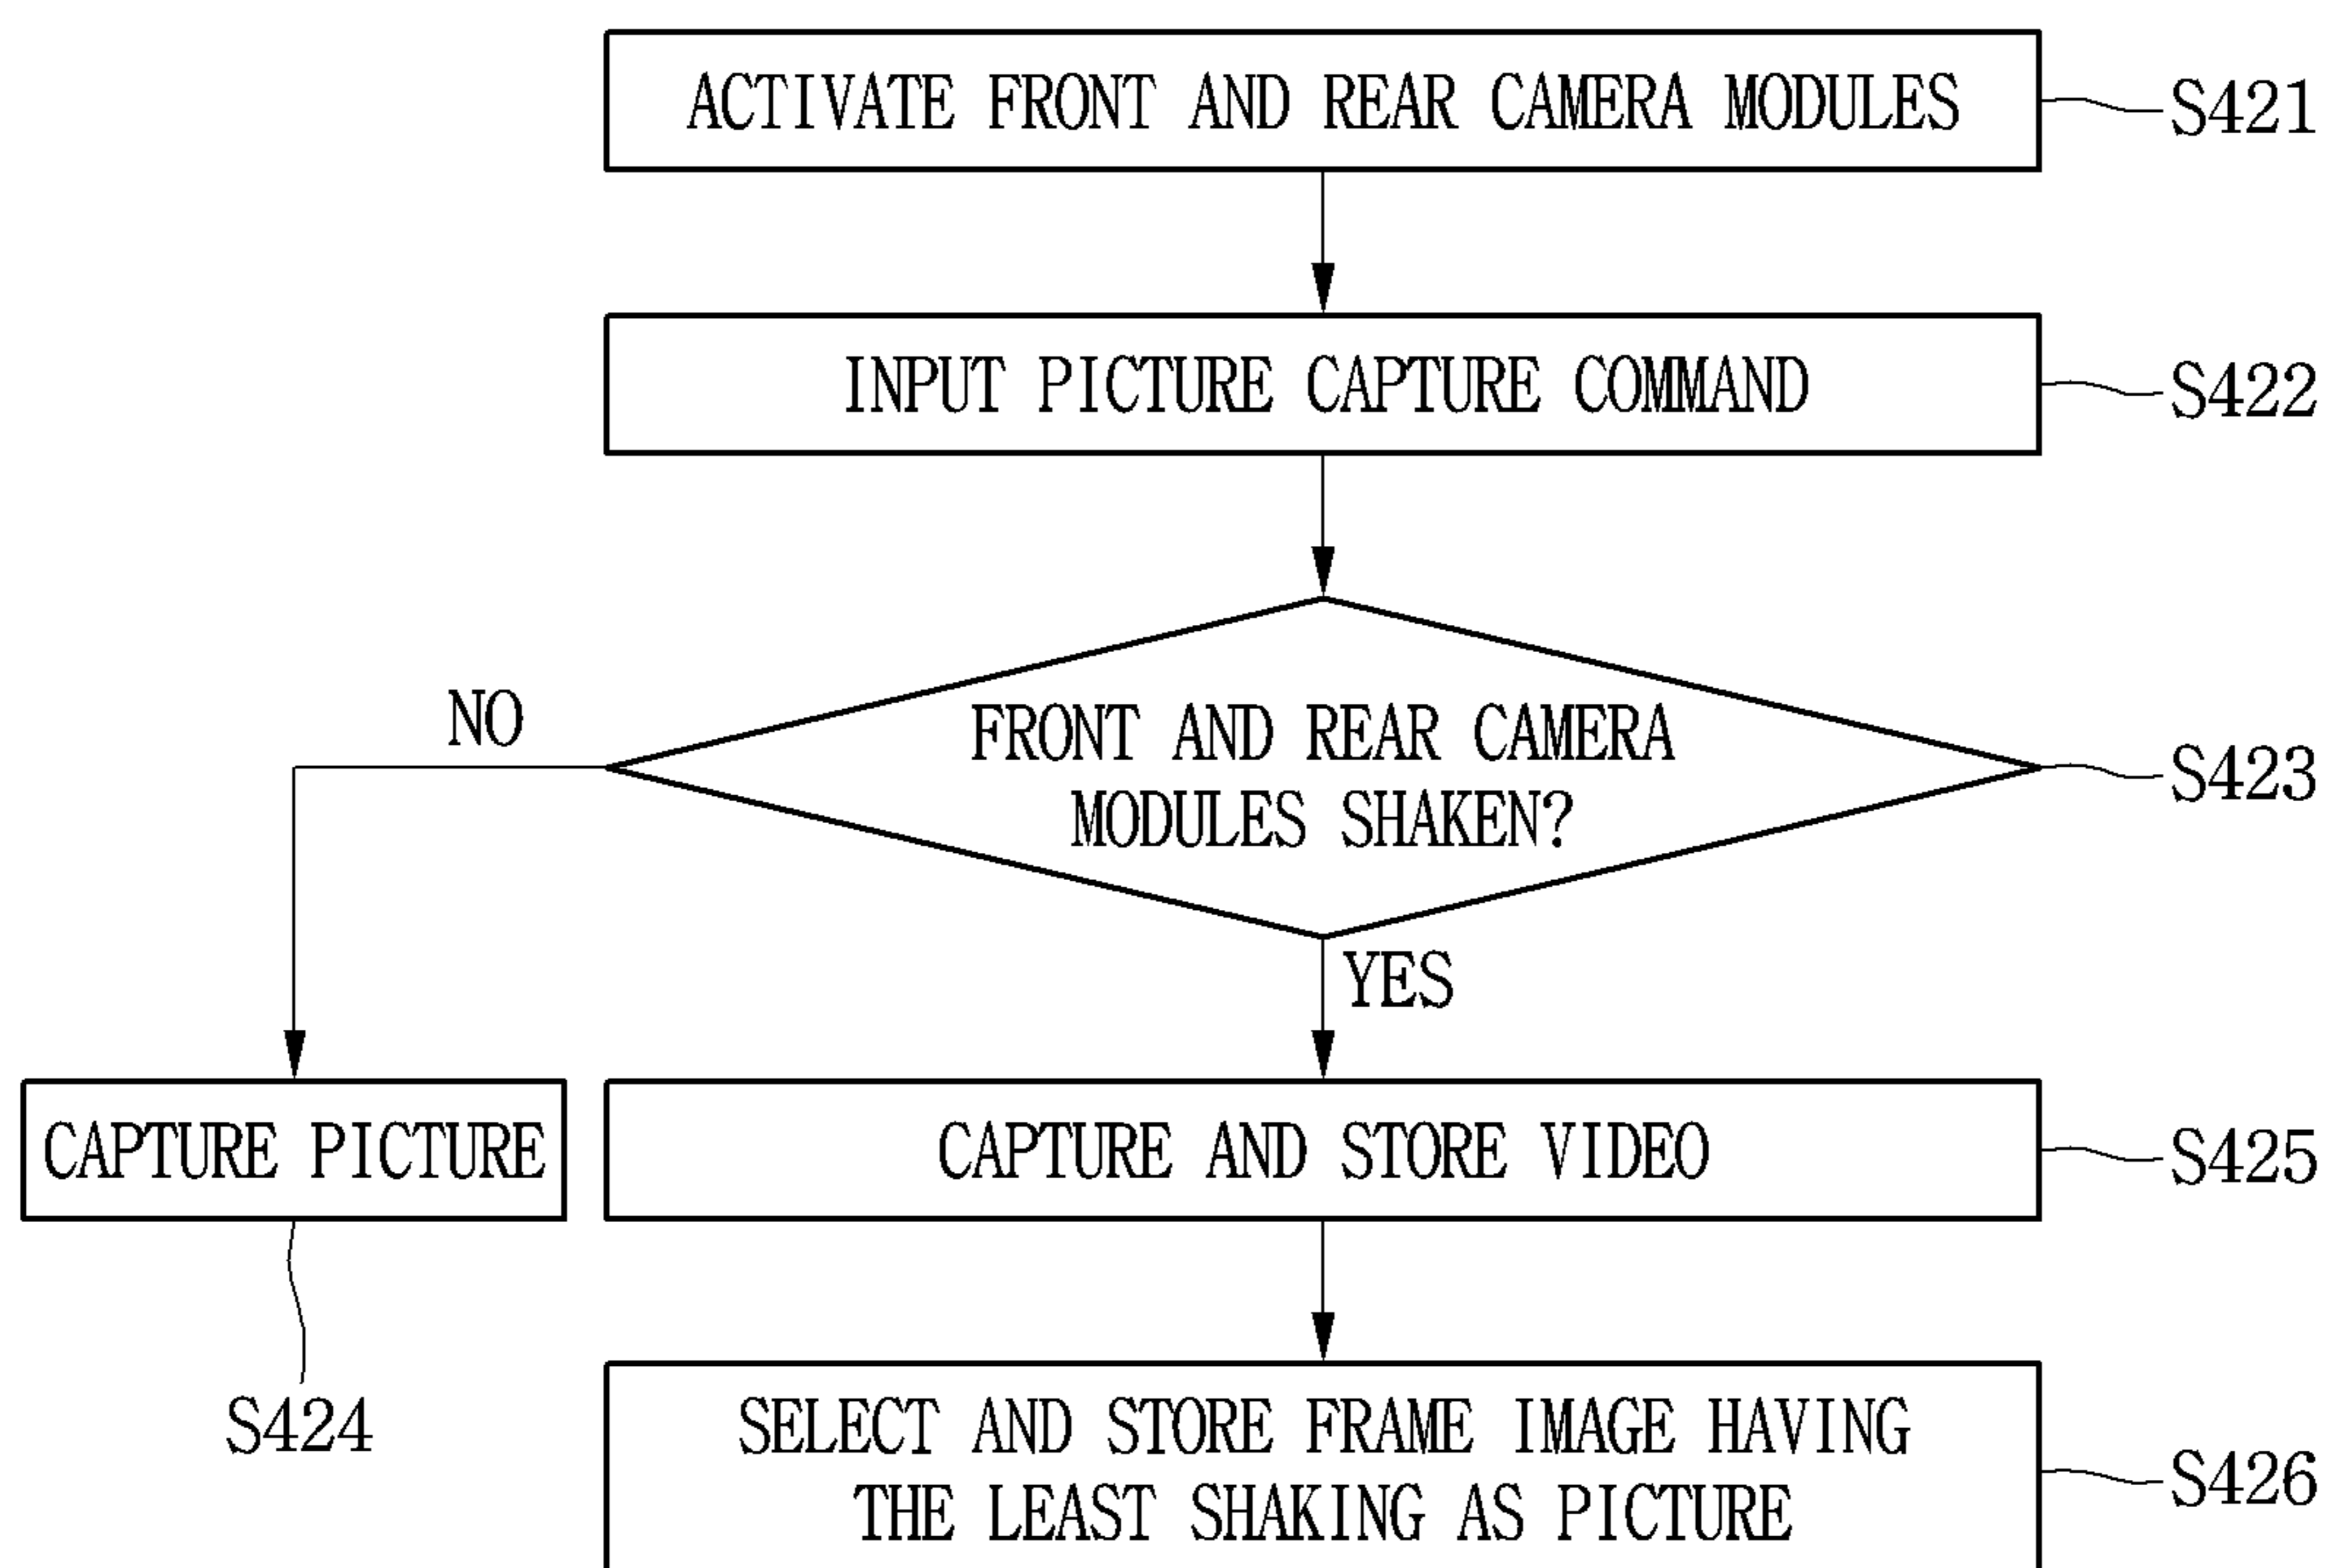 ACTIVATE FRONT AND REAR CAMERA MODULES
S421
INPUT PICTURE CAPTURE COMMAND
S422
NO
FRONT AND REAR CAMERA
MODULES SHAKEN?
S423
YES
CAPTURE PICTURE
S424
CAPTURE AND STORE VIDEO
S425
SELECT AND STORE FRAME IMAGE HAVING
THE LEAST SHAKING AS PICTURE
S426